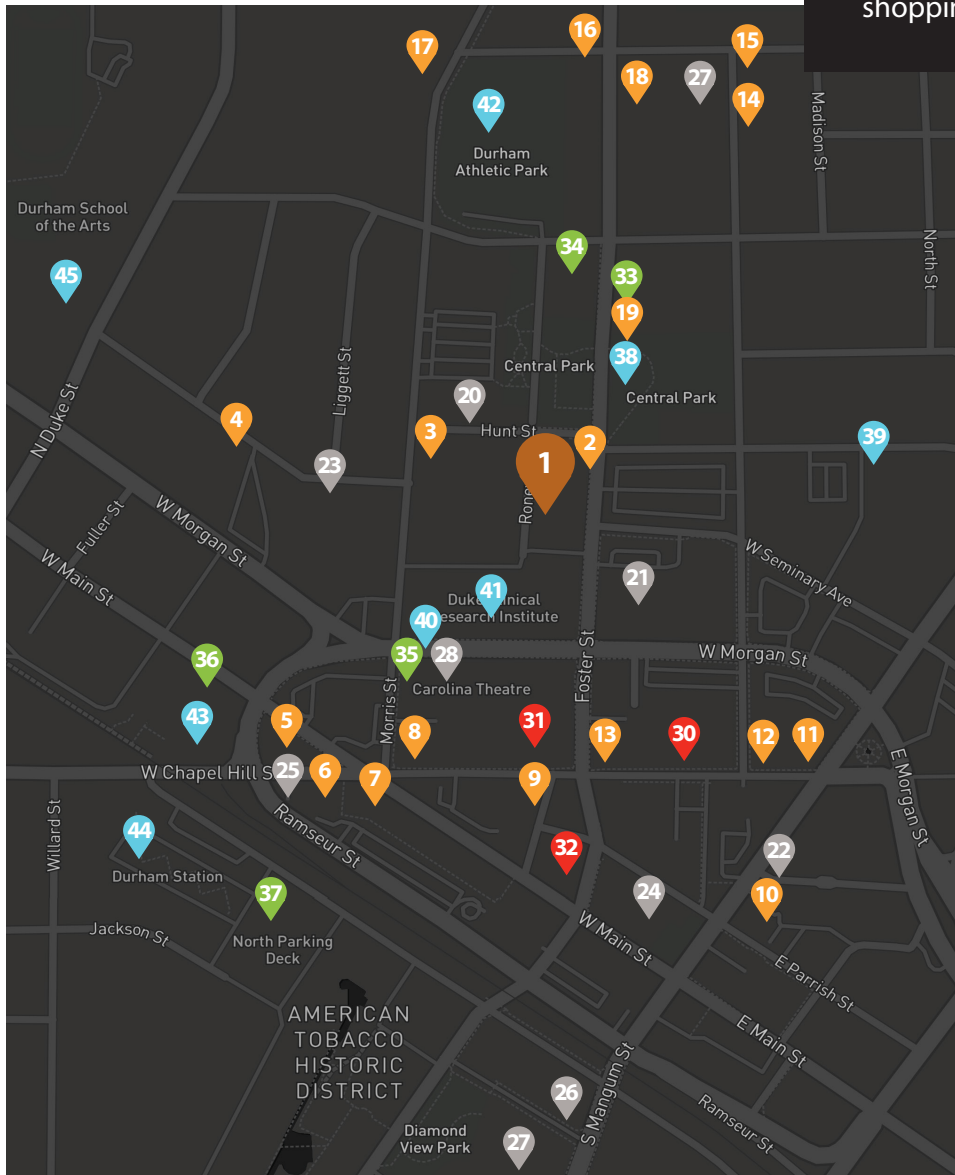 shoppin
17
16
15
18
27
14
42
Madison St
Durham
Athletic Park
Durham School
of the Arts
North St
34
33
45
19
38
Central Park
Central Park
Liggett St
N Duke St
20
4
3
Hunt St
2
39
1
23
Rone
Fuller St
W Morgan St
W Main St
W Seminary Ave
21
41
Duke
inical
esearch Institute
40
35
28
W Morgan St
Foster St
36
Carolina Theatre
Morris St
43
5
8
31
13
30
12
11
W Chapel Hill S
25
6
7
9
E Morgan St
Ramseur St
Willard St
44
32
22
Durham Station
37
24
10
W Main St
Jackson St
North Parking
Deck
E Parrish St
AMERICAN
TOBACCO
HISTORIC
DISTRICT
E Main St
S Mangum St
26
Ramseur St
Diamond
View Park
27